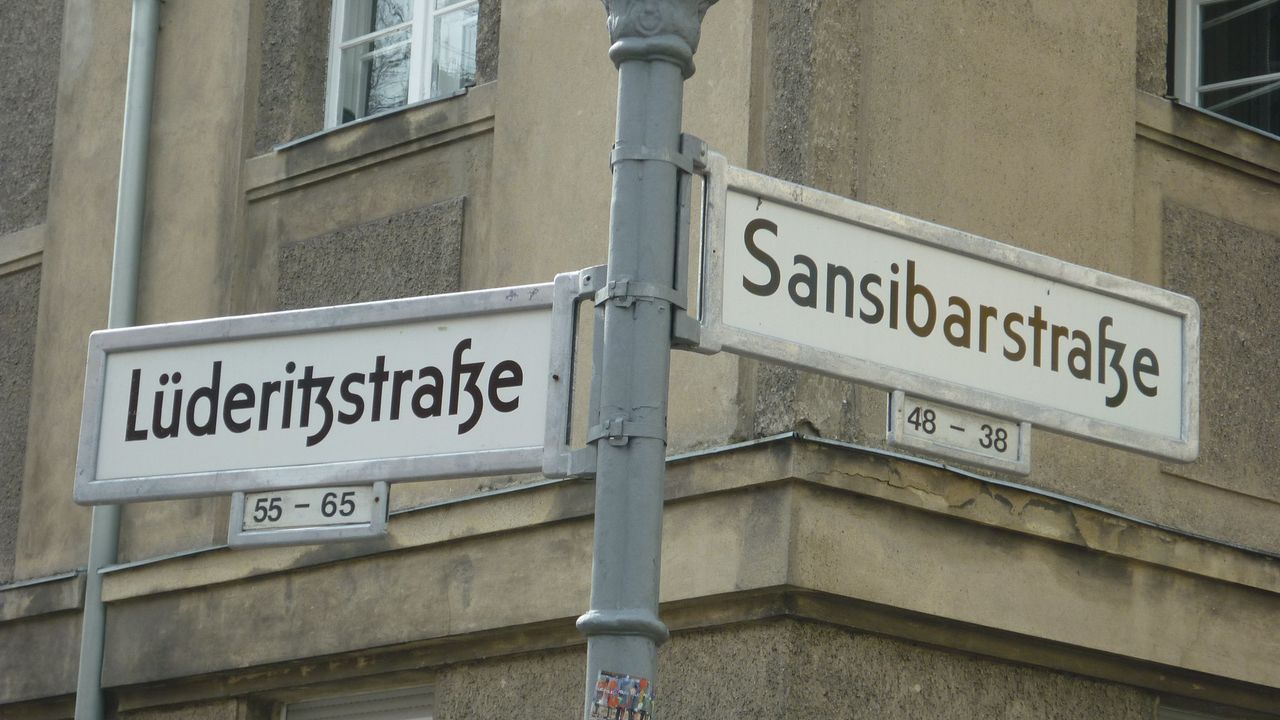 Lüderitzstraße
55 - 65
Sansibarstraße
48 - 38